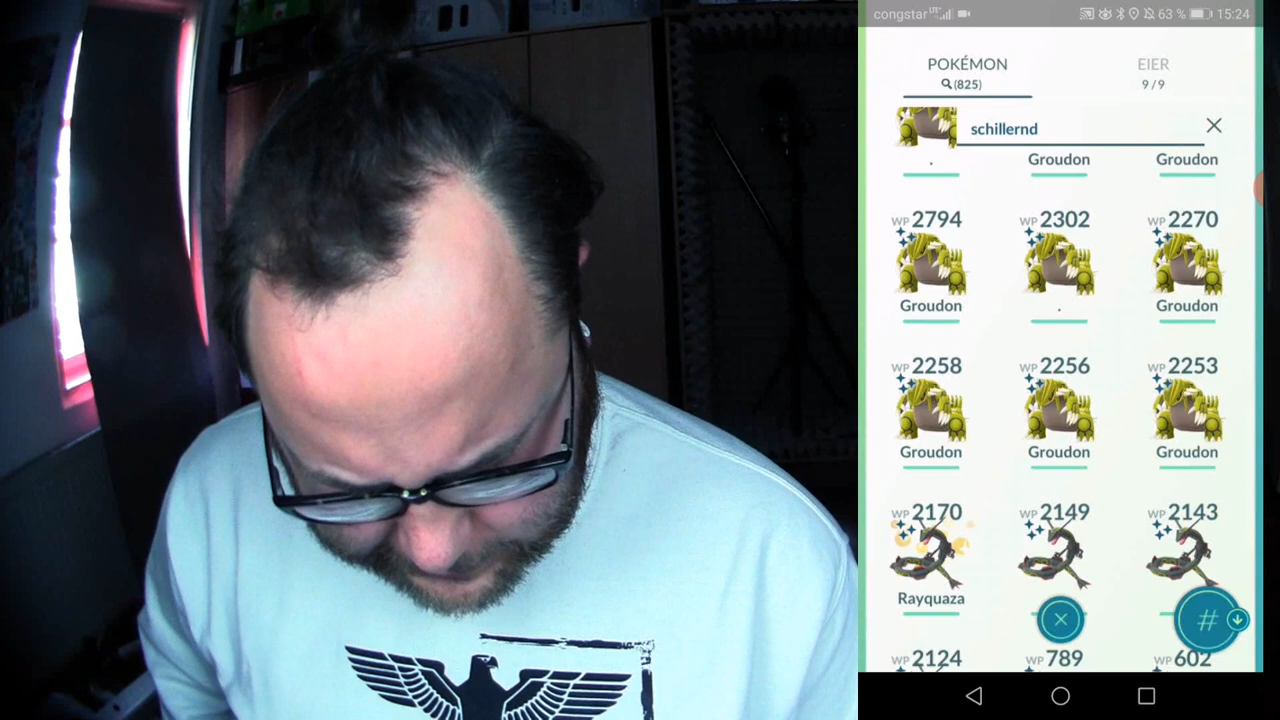 congstar LTE 63 % 15:24
POKÉMON EIER
(825) 9/9
schillernd
. Groudon Groudon
WP 2794 WP 2302 WP 2270
Groudon . Groudon
WP 2258 WP 2256 WP 2253
Groudon Groudon Groudon
WP 2170 WP 2149 WP 2143
Rayquaza
#
WP 2124 WP 789 WP 602